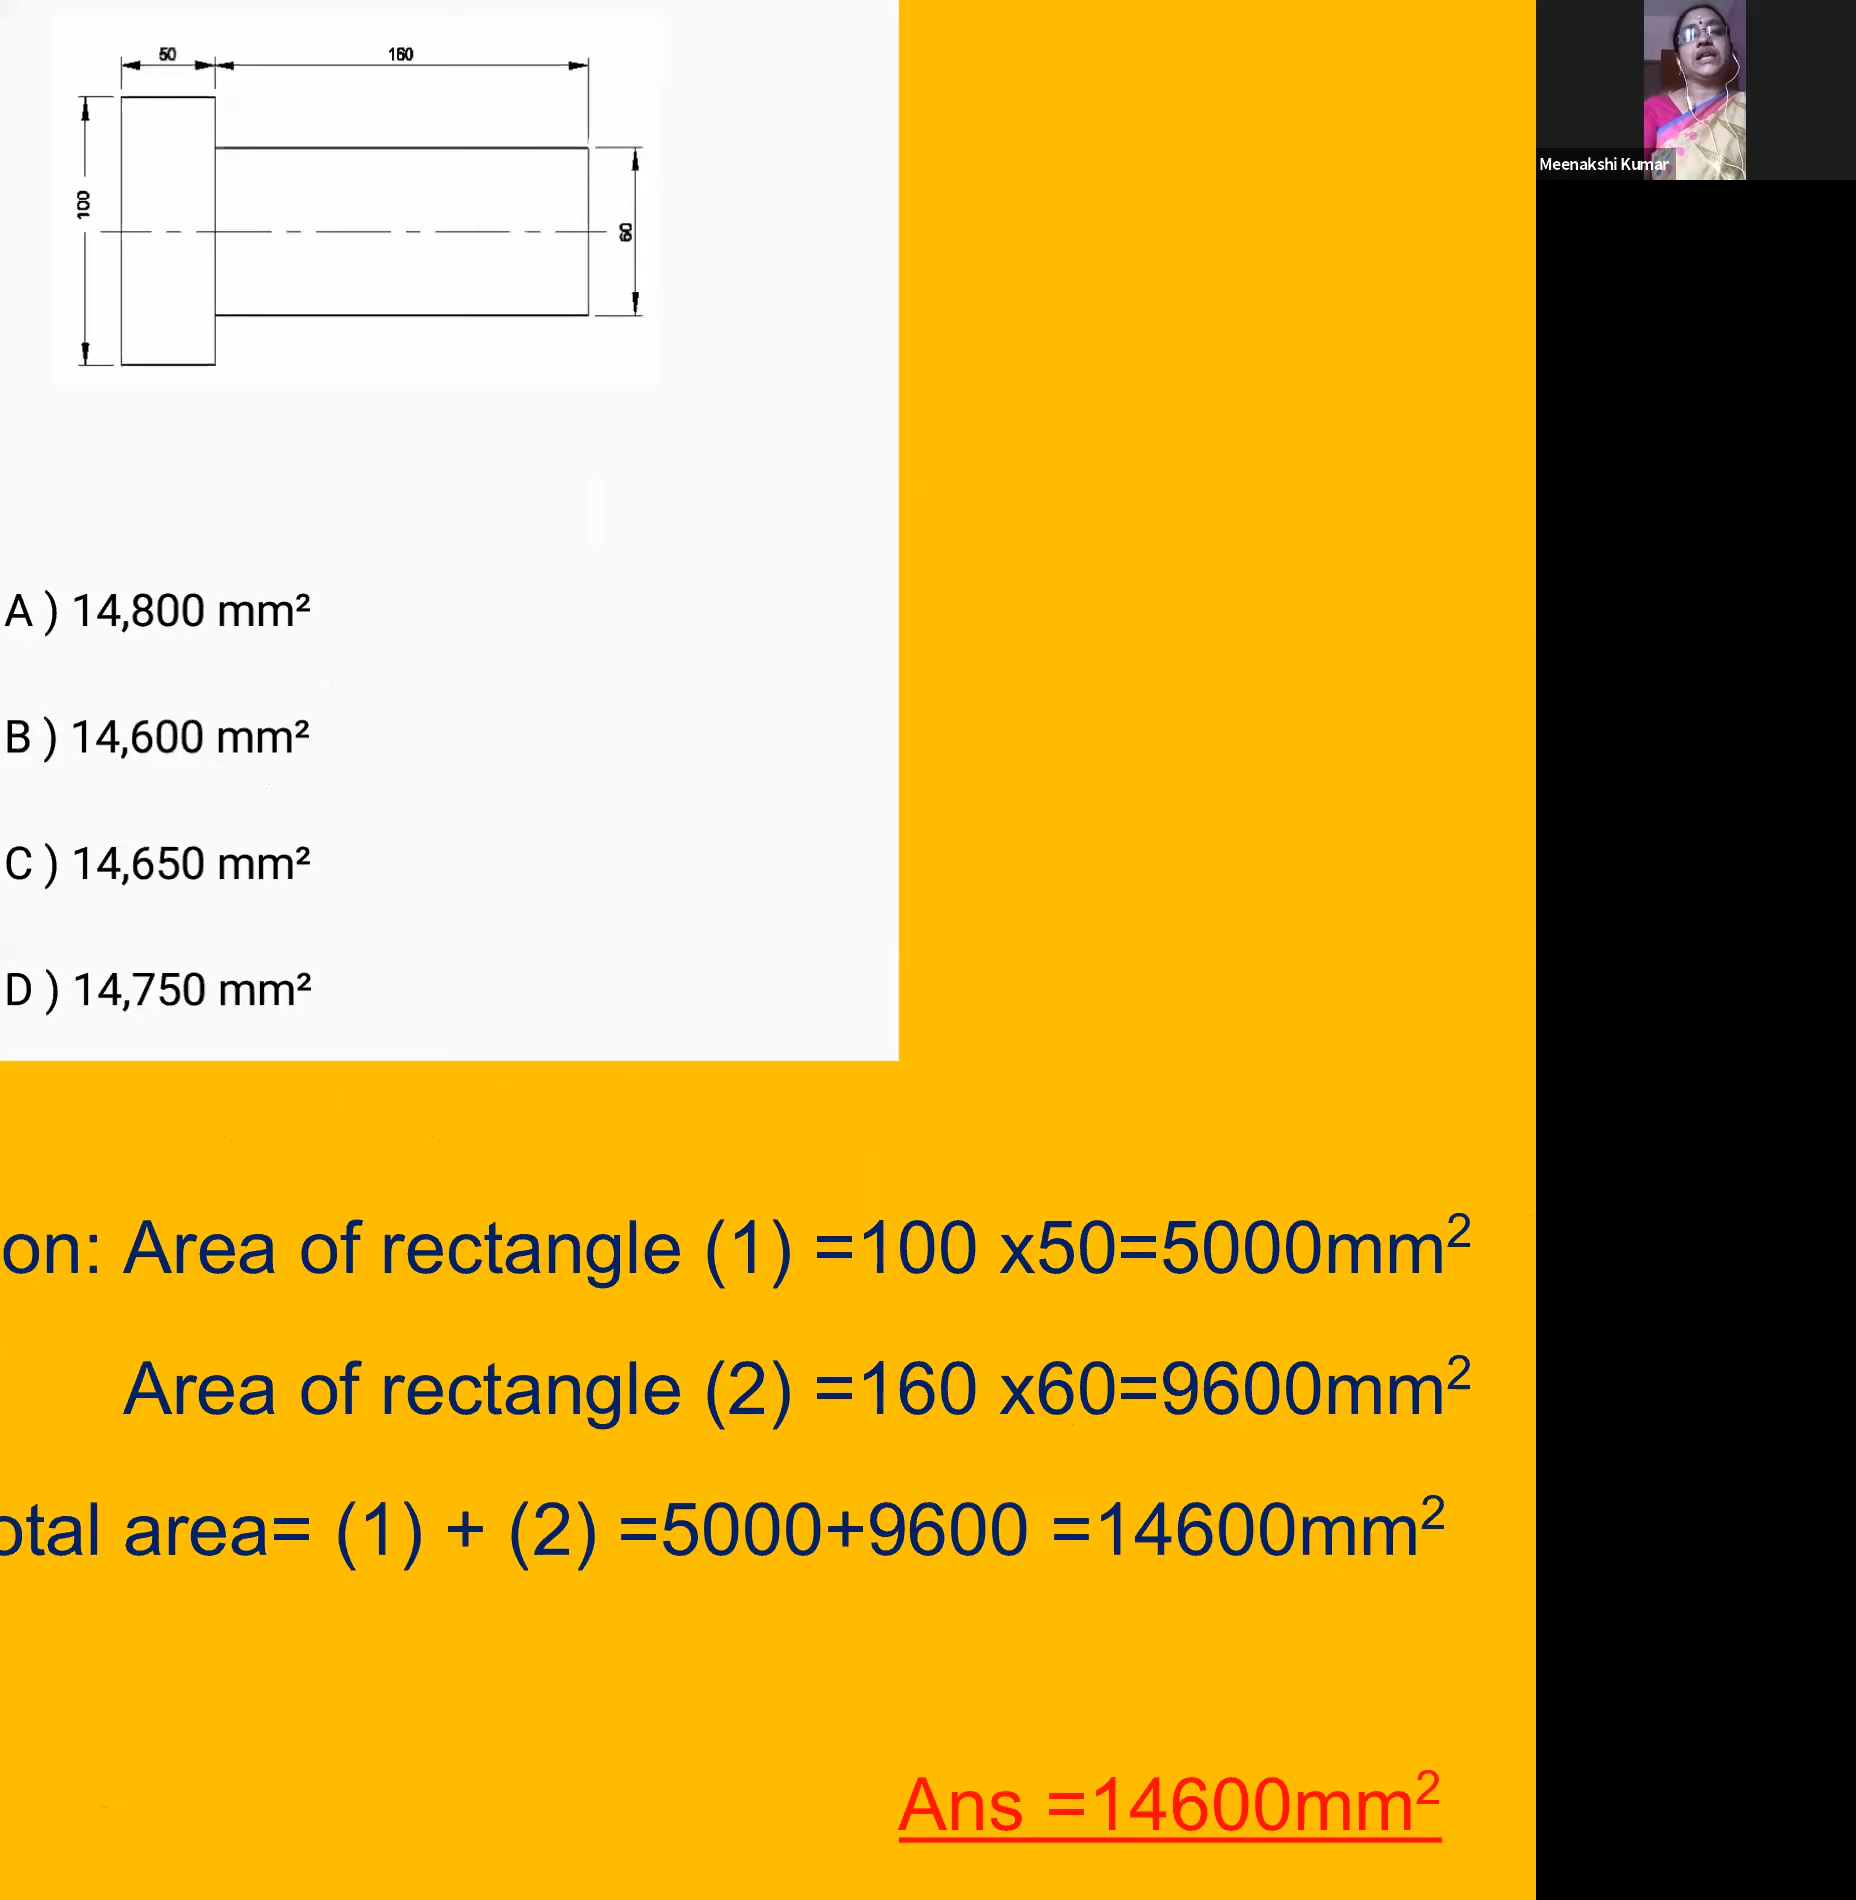 50
160
100
60
Meenakshi Kumar
A ) 14,800 mm²
B ) 14,600 mm²
C ) 14,650 mm²
D ) 14,750 mm²
on: Area of rectangle (1) =100 x50=5000mm²
Area of rectangle (2) =160 x60=9600mm²
otal area= (1) + (2) =5000+9600 =14600mm²
Ans =14600mm²